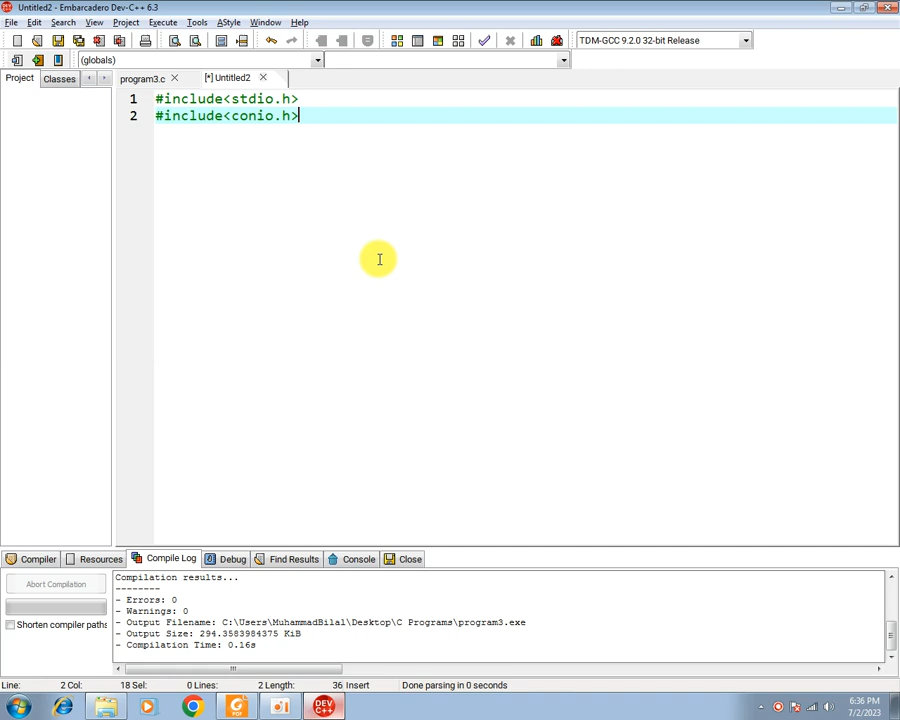 Untitled2 - Embarcadero Dev-C++ 6.3
File Edit Search View Project Execute Tools AStyle Window Help
TDM-GCC 9.2.0 32-bit Release
(globals)
Project Classes program3.c [*] Untitled2
1 #include<stdio.h>
2 #include<conio.h>
Compiler Resources Compile Log Debug Find Results Console Close
Abort Compilation
Shorten compiler paths
Compilation results...
--------
- Errors: 0
- Warnings: 0
- Output Filename: C:\Users\MuhammadBilal\Desktop\C Programs\program3.exe
- Output Size: 294.3583984375 KiB
- Compilation Time: 0.16s
Line: 2 Col: 18 Sel: 0 Lines: 2 Length: 36 Insert Done parsing in 0 seconds
PDF
DEV C++
6:36 PM
7/2/2023